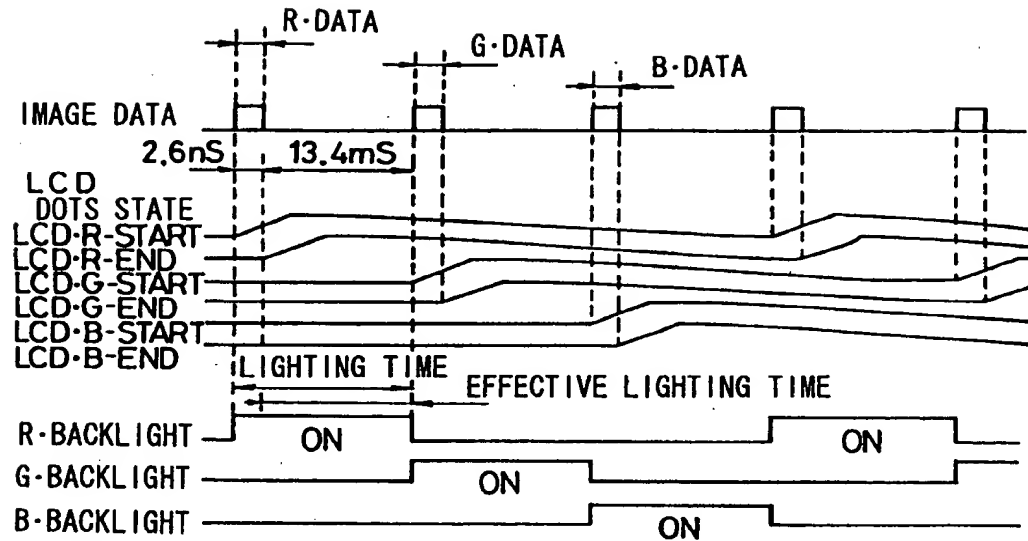 R·DATA
G·DATA
B·DATA
IMAGE DATA
2.6nS
13.4mS
LCD
DOTS STATE
LCD·R-START
LCD·R-END
LCD·G-START
LCD·G-END
LCD·B-START
LCD·B-END
LIGHTING TIME
EFFECTIVE LIGHTING TIME
R·BACKLIGHT
ON
ON
G·BACKLIGHT
ON
B·BACKLIGHT
ON